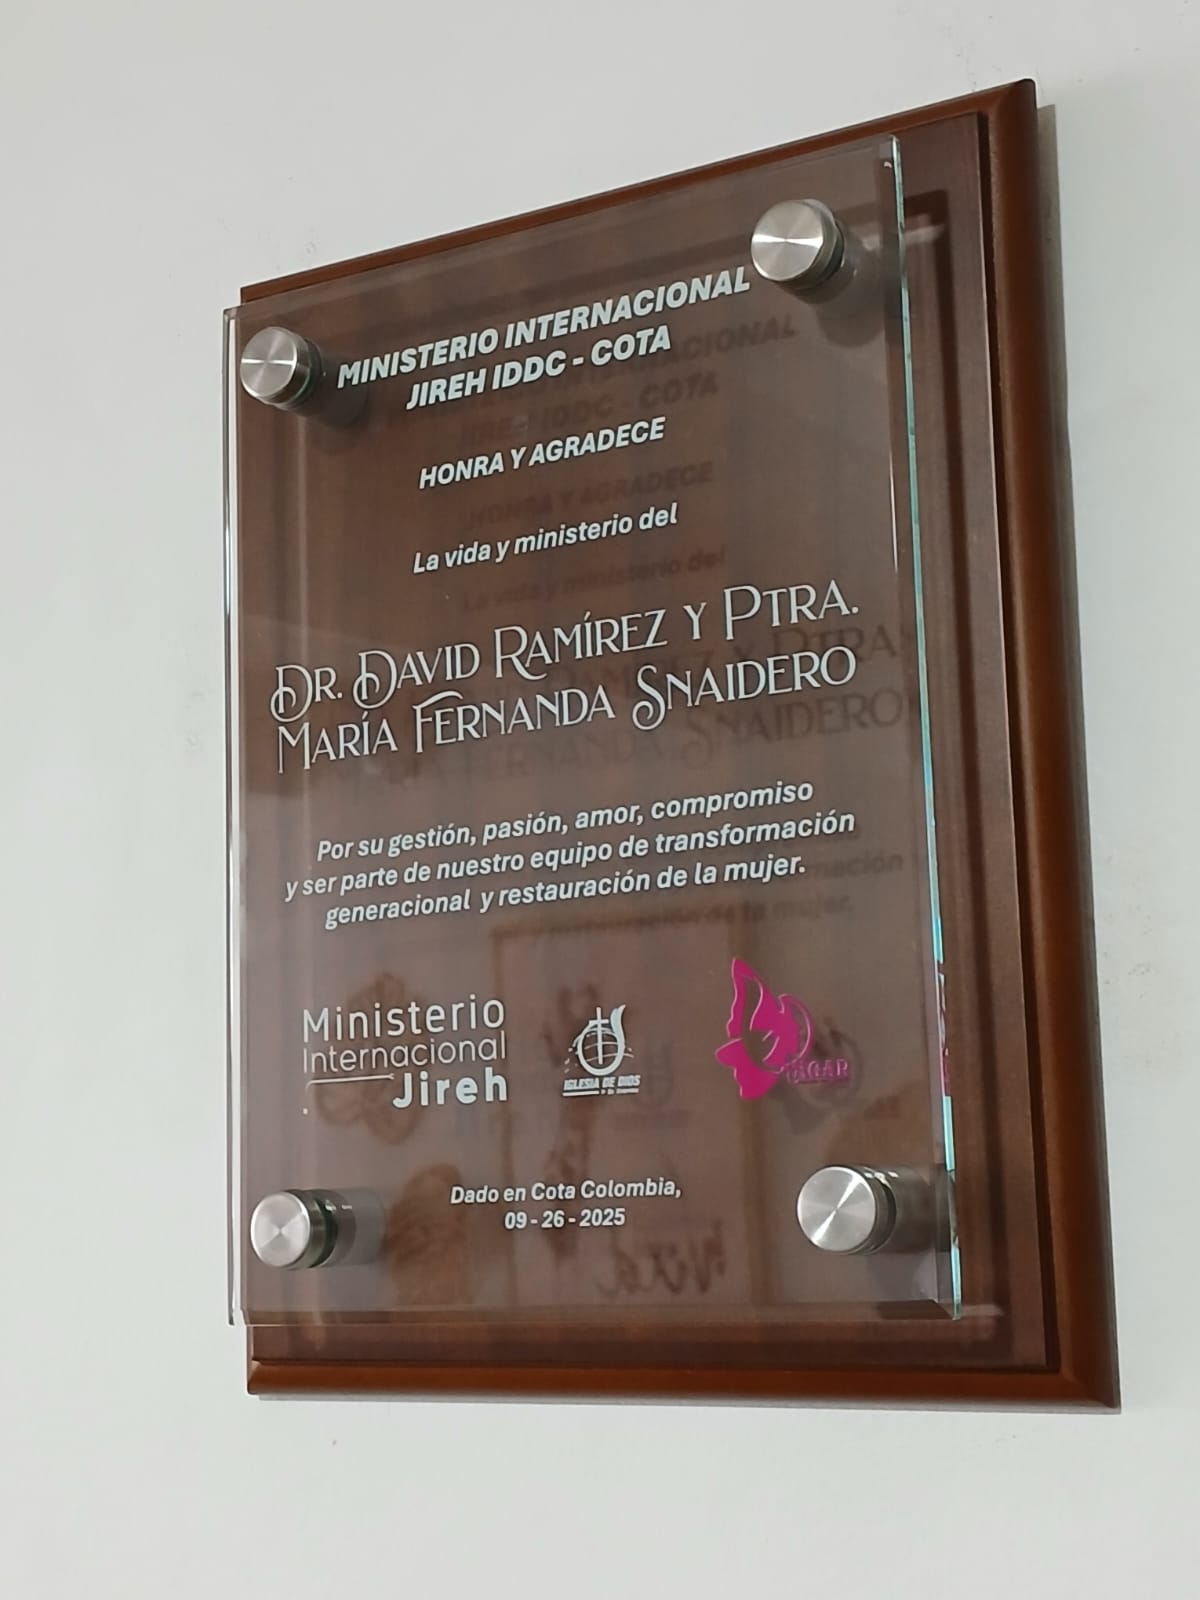 MINISTERIO INTERNACIONAL
JIREH IDDC - COTA
HONRA Y AGRADECE
La vida y ministerio del
DR. DAVID RAMÍREZ Y PTRA.
MARÍA FERNANDA SNAIDERO
Por su gestión, pasión, amor, compromiso
y ser parte de nuestro equipo de transformación
generacional y restauración de la mujer.
Ministerio
Internacional
Jireh
IGLESIA DE DIOS
Dado en Cota Colombia,
09 - 26 - 2025